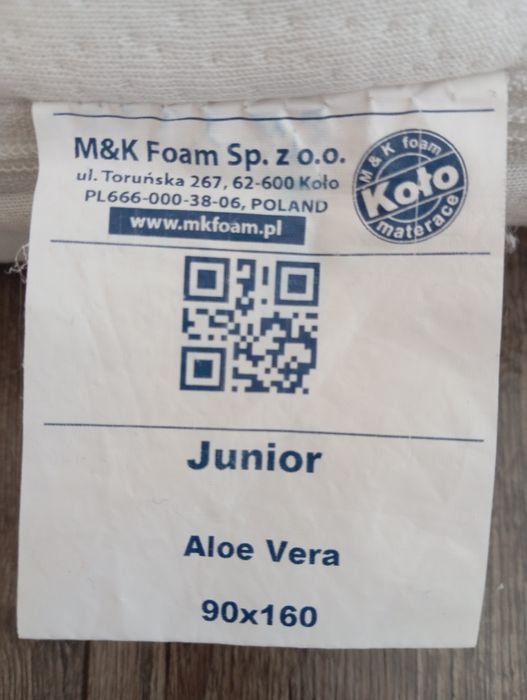 M&K Foam Sp. z o.o.
ul. Toruńska 267, 62-600 Koło
PL666-000-38-06, POLAND
www.mkfoam.pl
M & K foam
Koło
materace
Junior
Aloe Vera
90x160